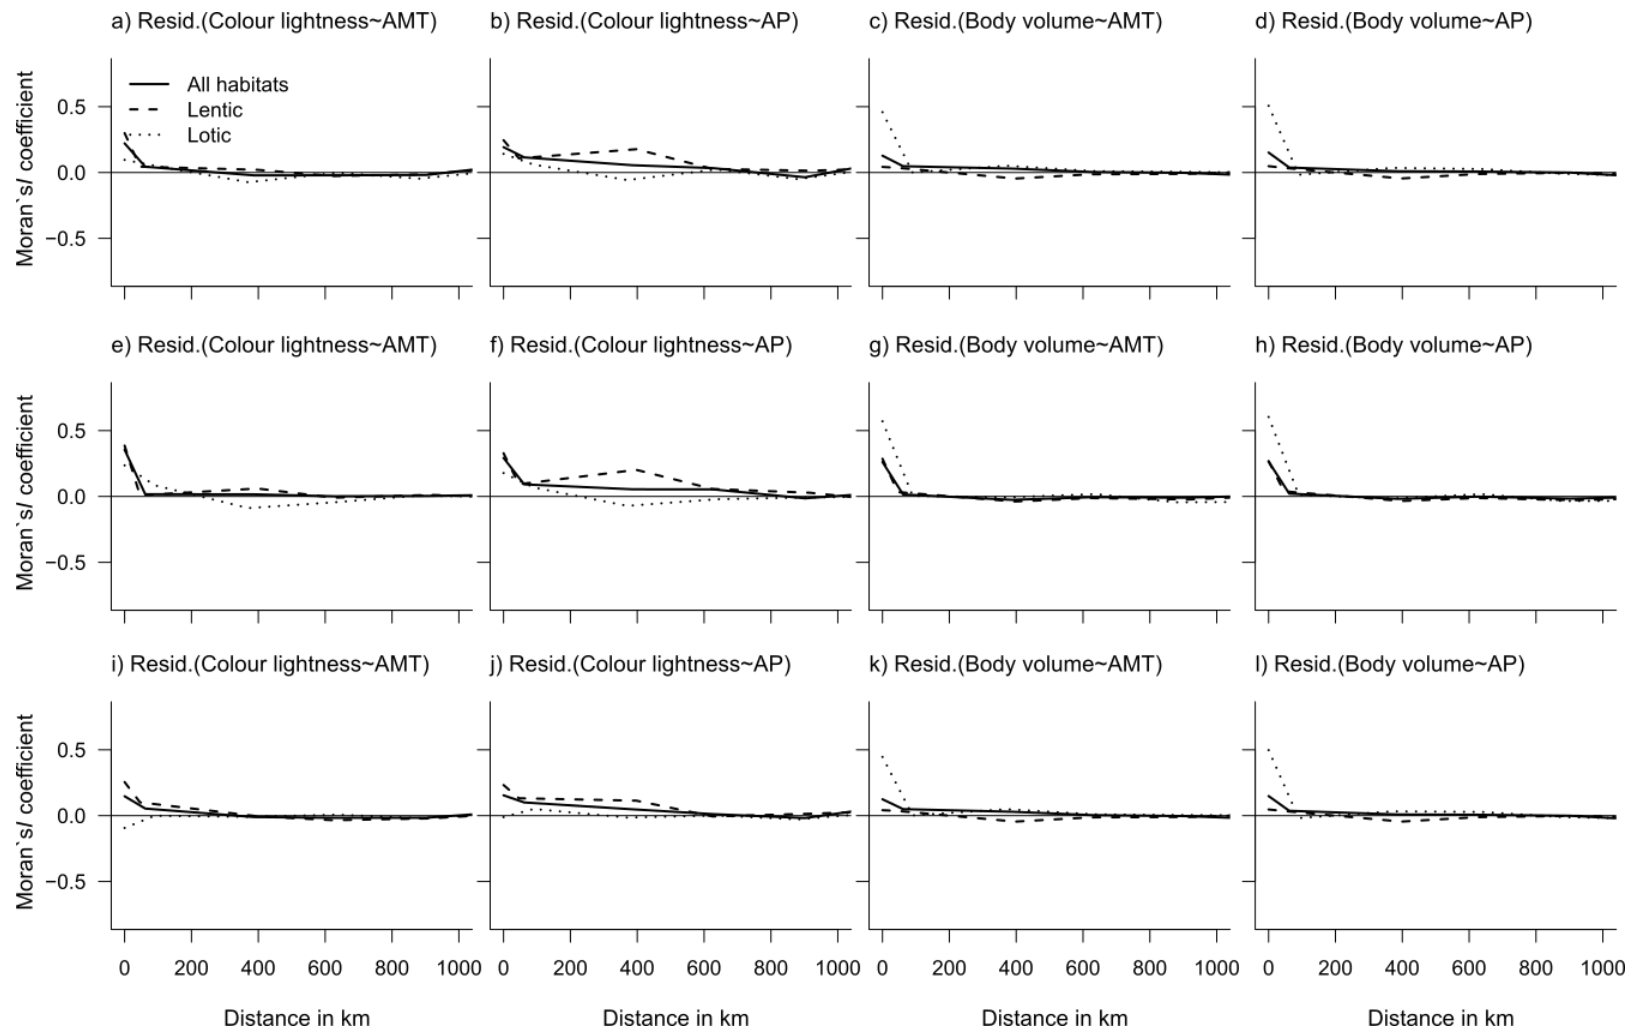 a) Resid.(Colour lightness~AMT)
b) Resid.(Colour lightness~AP)
c) Resid.(Body volume~AMT)
d) Resid.(Body volume~AP)
Moran`s I coefficient
0.5
0.0
−0.5
All habitats
Lentic
Lotic
e) Resid.(Colour lightness~AMT)
f) Resid.(Colour lightness~AP)
g) Resid.(Body volume~AMT)
h) Resid.(Body volume~AP)
Moran`s I coefficient
0.5
0.0
−0.5
i) Resid.(Colour lightness~AMT)
j) Resid.(Colour lightness~AP)
k) Resid.(Body volume~AMT)
l) Resid.(Body volume~AP)
Moran`s I coefficient
0.5
0.0
−0.5
0 200 400 600 800 1000
0 200 400 600 800 1000
0 200 400 600 800 1000
0 200 400 600 800 1000
Distance in km
Distance in km
Distance in km
Distance in km